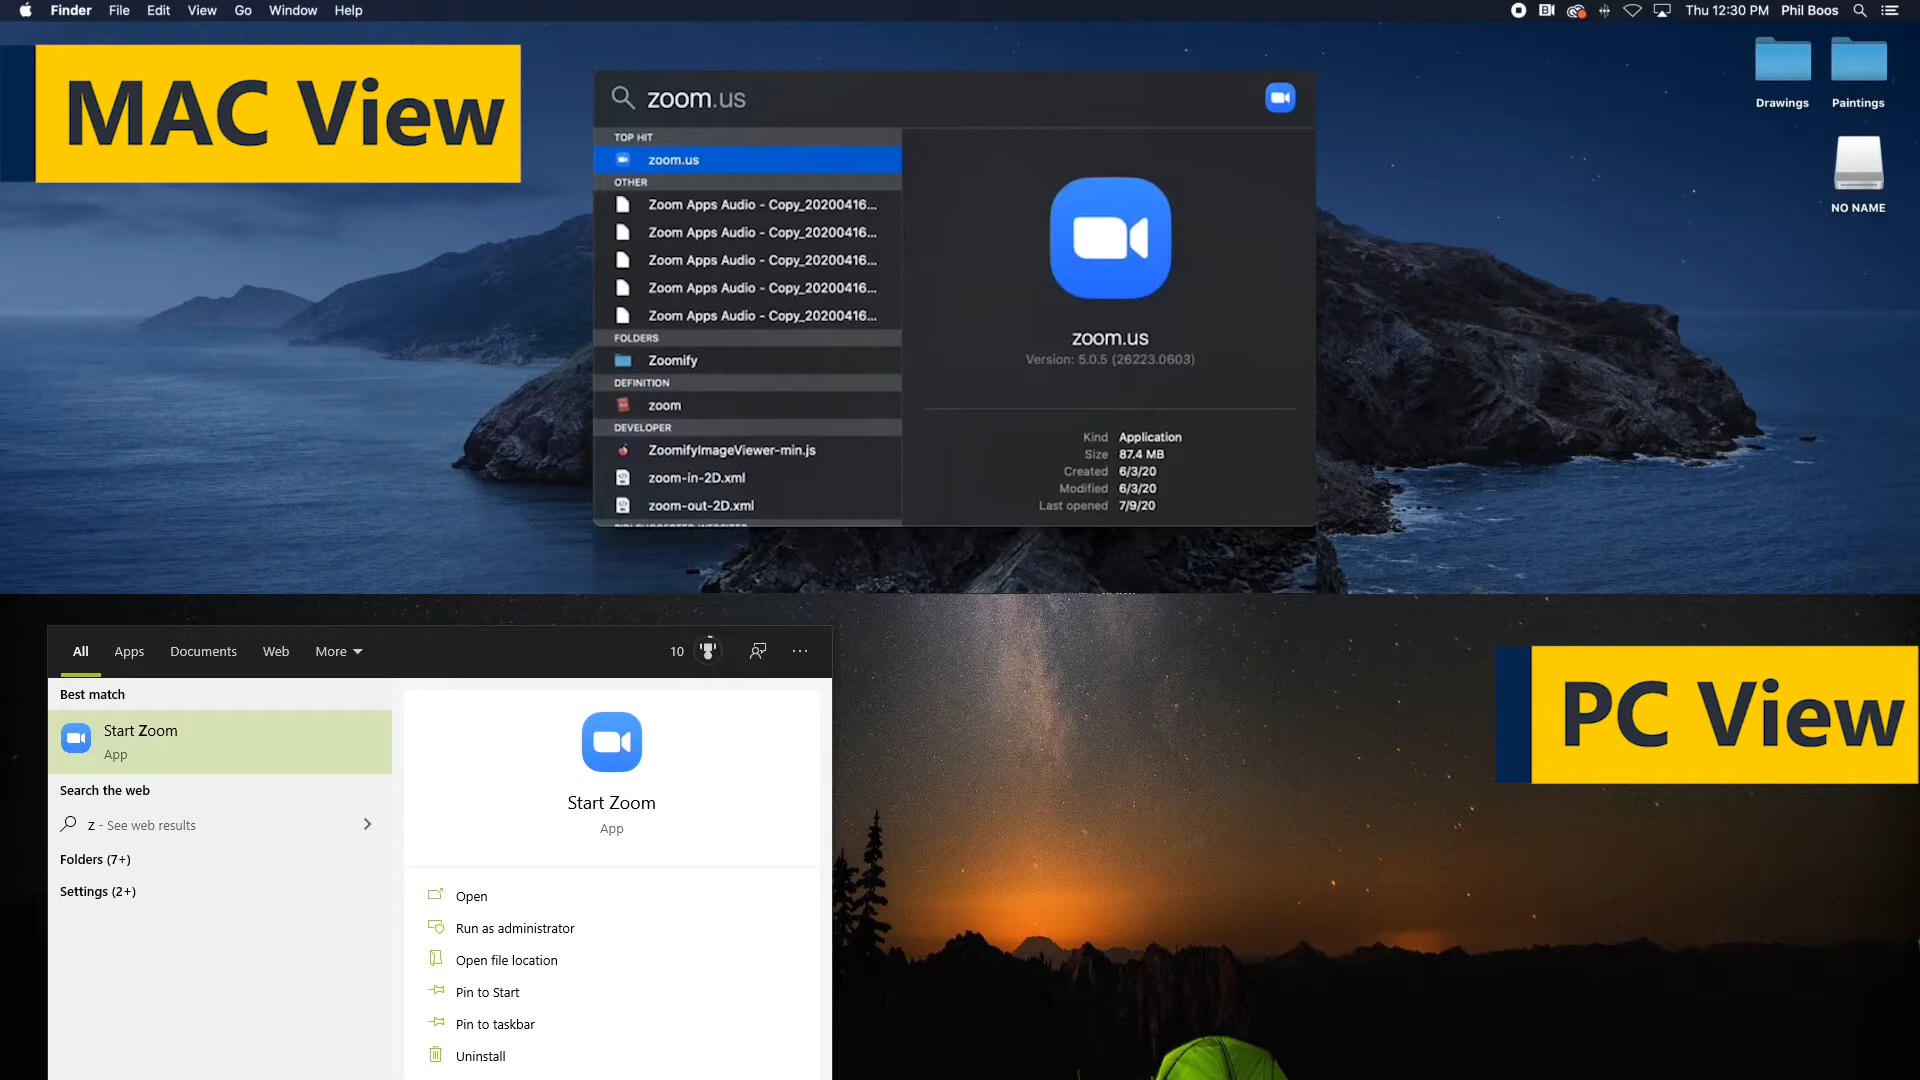 Finder File Edit View Go Window Help
Thu 12:30 PM Phil Boos
MAC View
zoom.us
TOP HIT
zoom.us
OTHER
Zoom Apps Audio - Copy_20200416...
Zoom Apps Audio - Copy_20200416...
Zoom Apps Audio - Copy_20200416...
Zoom Apps Audio - Copy_20200416...
Zoom Apps Audio - Copy_20200416...
FOLDERS
Zoomify
DEFINITION
zoom
DEVELOPER
ZoomifyImageViewer-min.js
zoom-in-2D.xml
zoom-out-2D.xml
zoom.us
Version: 5.0.5 (26223.0603)
Kind Application
Size 87.4 MB
Created 6/3/20
Modified 6/3/20
Last opened 7/9/20
Drawings
Paintings
NO NAME
All Apps Documents Web More
10
Best match
Start Zoom
App
Search the web
z - See web results
Folders (7+)
Settings (2+)
Start Zoom
App
Open
Run as administrator
Open file location
Pin to Start
Pin to taskbar
Uninstall
PC View